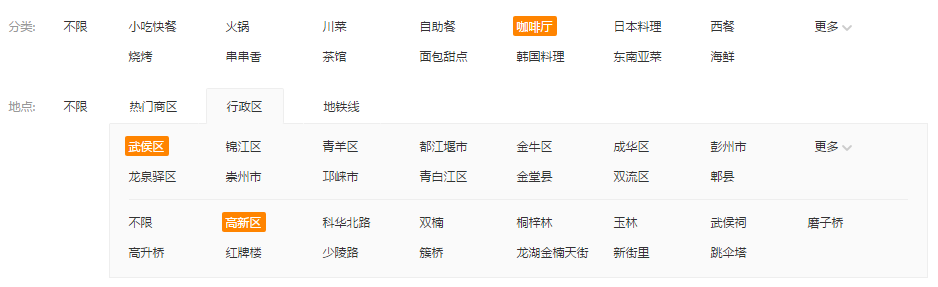 分类: 不限 小吃快餐 火锅 川菜 自助餐 咖啡厅 日本料理 西餐 更多
烧烤 串串香 茶馆 面包甜点 韩国料理 东南亚菜 海鲜
地点: 不限 热门商区 行政区 地铁线
武侯区 锦江区 青羊区 都江堰市 金牛区 成华区 彭州市 更多
龙泉驿区 崇州市 邛崃市 青白江区 金堂县 双流区 郫县
不限 高新区 科华北路 双楠 桐梓林 玉林 武侯祠 磨子桥
高升桥 红牌楼 少陵路 簇桥 龙湖金楠天街 新街里 跳伞塔